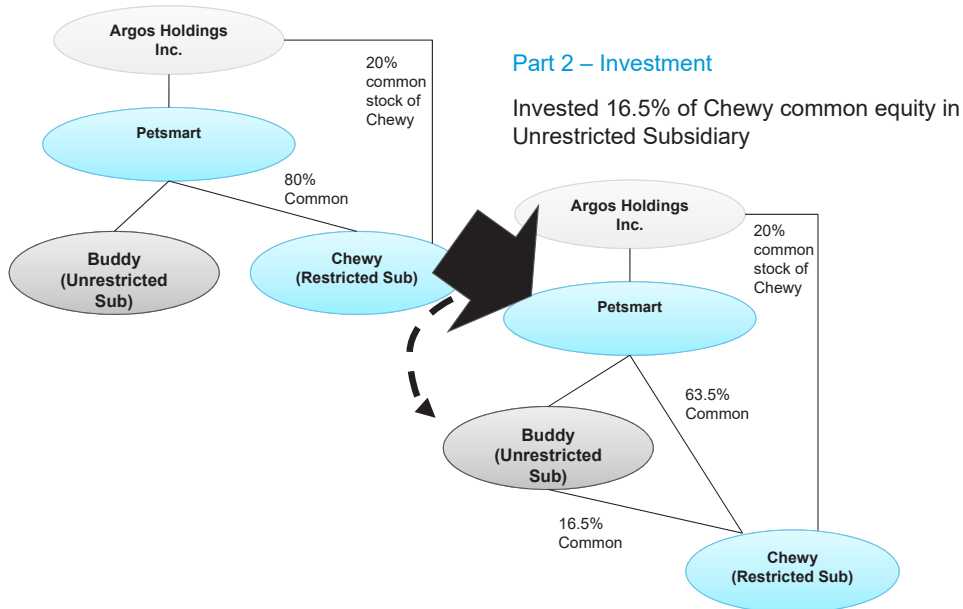 Argos Holdings
Inc.
20%
common
stock of
Chewy
Petsmart
80%
Common
Buddy
(Unrestricted
Sub)
Chewy
(Restricted Sub)
Part 2 – Investment
Invested 16.5% of Chewy common equity in
Unrestricted Subsidiary
Argos Holdings
Inc.
20%
common
stock of
Chewy
Petsmart
63.5%
Common
Buddy
(Unrestricted
Sub)
16.5%
Common
Chewy
(Restricted Sub)